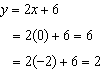 y = 2x + 6
= 2(0) + 6 = 6
= 2(−2) + 6 = 2